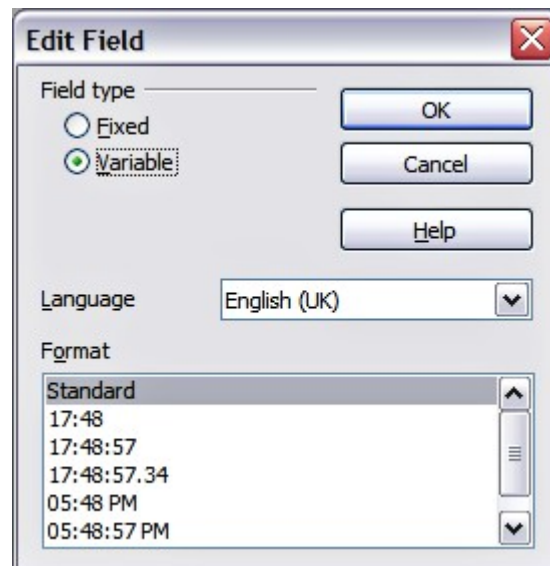 Edit Field
Field type
Fixed
Variable
OK
Cancel
Help
Language
English (UK)
Format
Standard
17:48
17:48:57
17:48:57.34
05:48 PM
05:48:57 PM